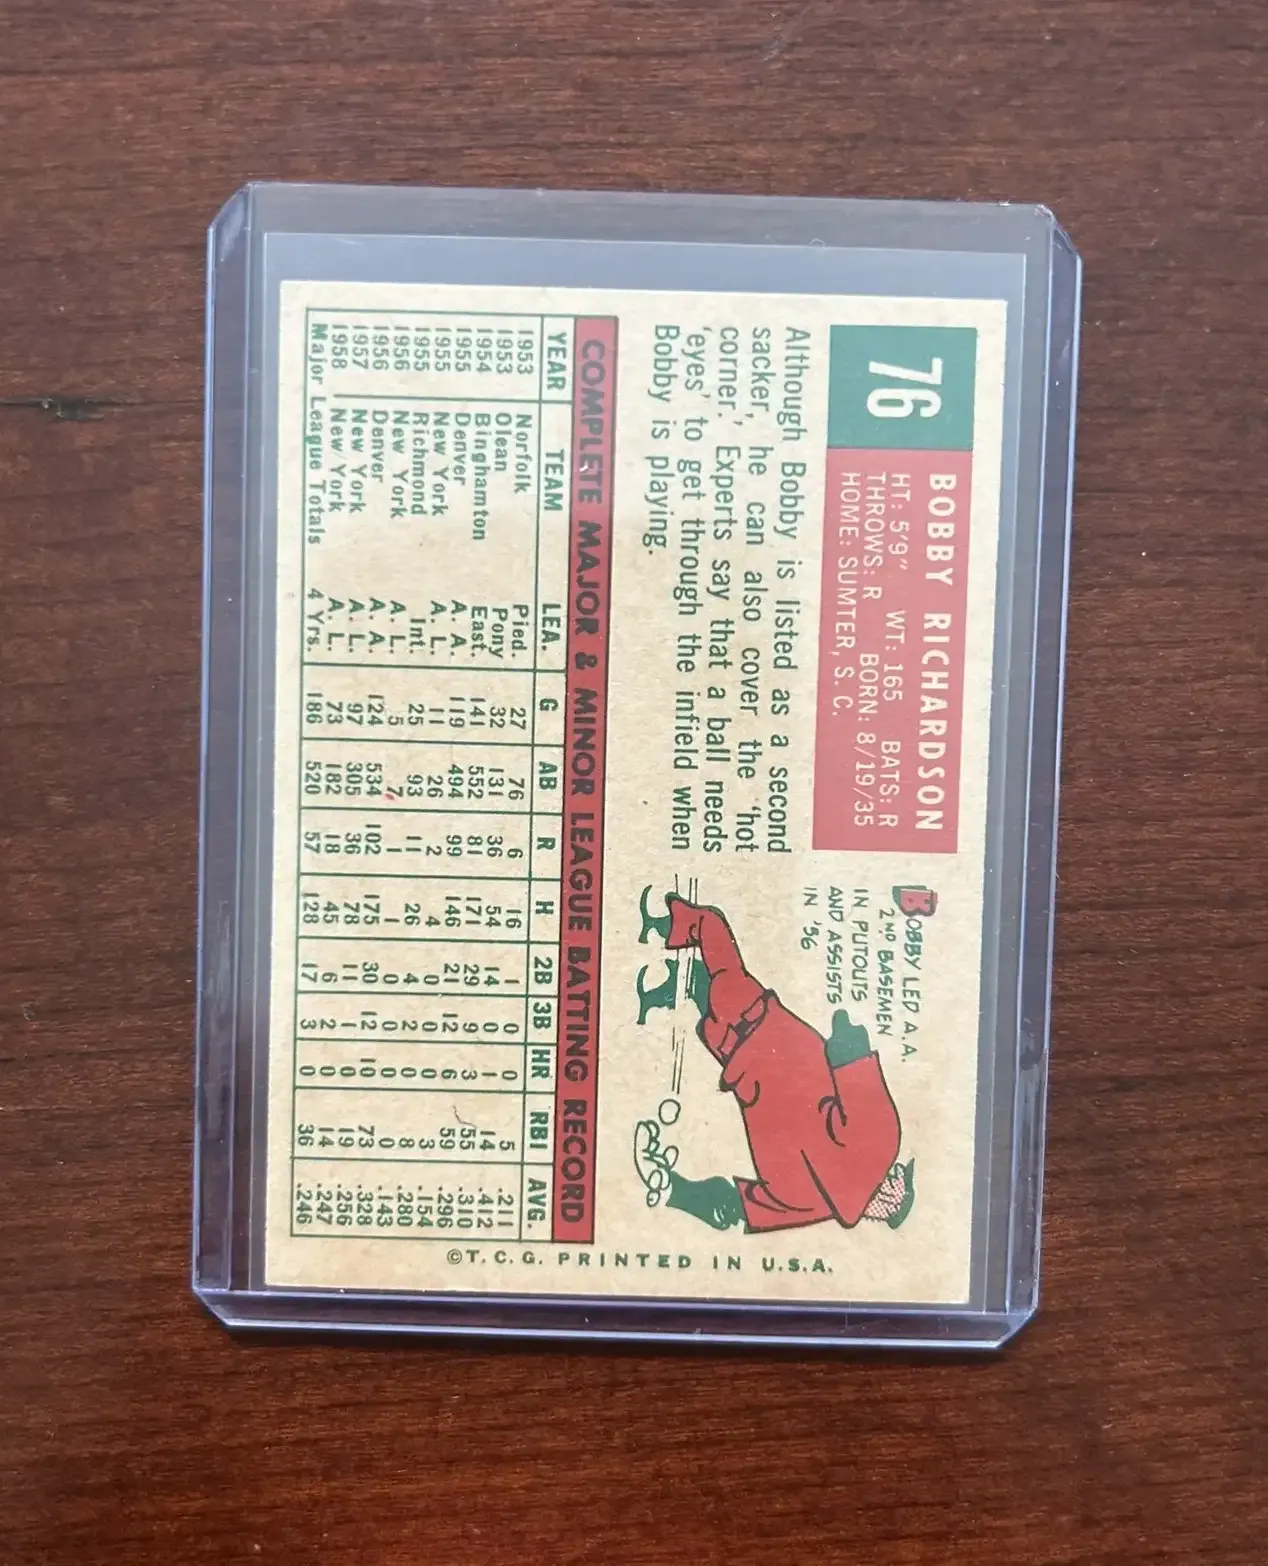 76
BOBBY RICHARDSON
HT: 5'9" WT: 165 BATS: R
THROWS: R BORN: 8/19/35
HOME: SUMTER, S. C.
Although Bobby is listed as a second
sacker, he can also cover the 'hot
corner.' Experts say that a ball needs
'eyes' to get through the infield when
Bobby is playing.
BOBBY LED A.A.
2ND BASEMEN
IN PUTOUTS
AND ASSISTS
IN '56
COMPLETE MAJOR & MINOR LEAGUE BATTING RECORD
YEAR TEAM LEA. G AB R H 2B 3B HR RBI AVG.
1953 Norfolk Pied. 27 76 6 16 1 0 0 5 .211
1953 Olean Pony 32 131 36 54 14 0 1 14 .412
1954 Binghamton East. 141 552 81 171 29 9 3 55 .310
1955 Denver A. A. 119 494 99 146 21 12 6 59 .296
1955 New York A. L. 11 26 2 4 0 0 0 3 .154
1955 Richmond Int. 25 93 11 26 4 2 0 8 .280
1956 New York A. L. 5 7 1 1 0 0 0 0 .143
1956 Denver A. A. 124 534 102 175 30 12 10 73 .328
1957 New York A. L. 97 305 36 78 11 1 0 19 .256
1958 New York A. L. 73 182 18 45 6 2 0 14 .247
Major League Totals 4 Yrs. 186 520 57 128 17 3 0 36 .246
©T. C. G. PRINTED IN U.S.A.